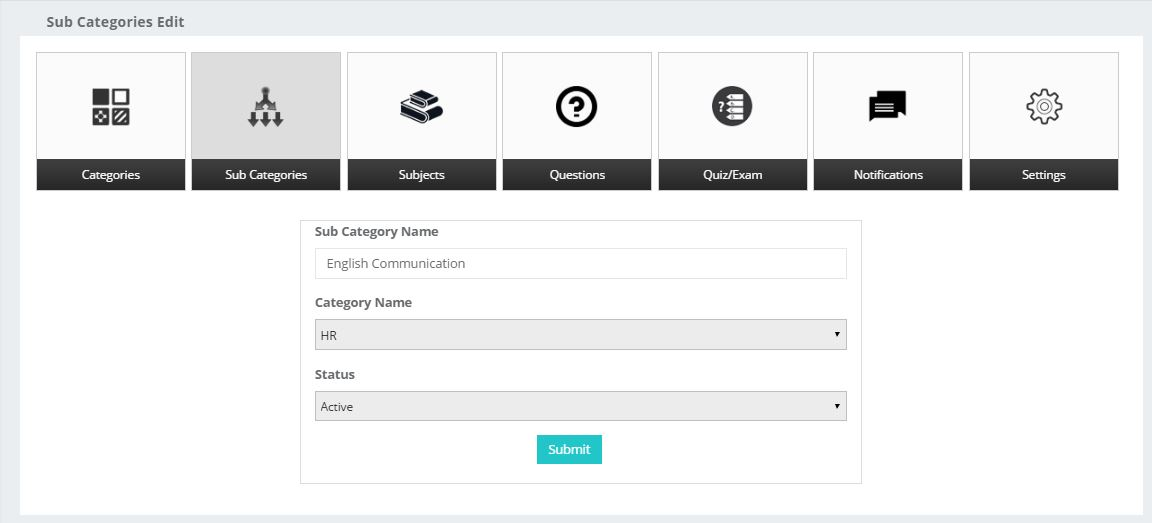 Sub Categories Edit
Categories
Sub Categories
Subjects
Questions
Quiz/Exam
Notifications
Settings
Sub Category Name
English Communication
Category Name
HR
Status
Active
Submit